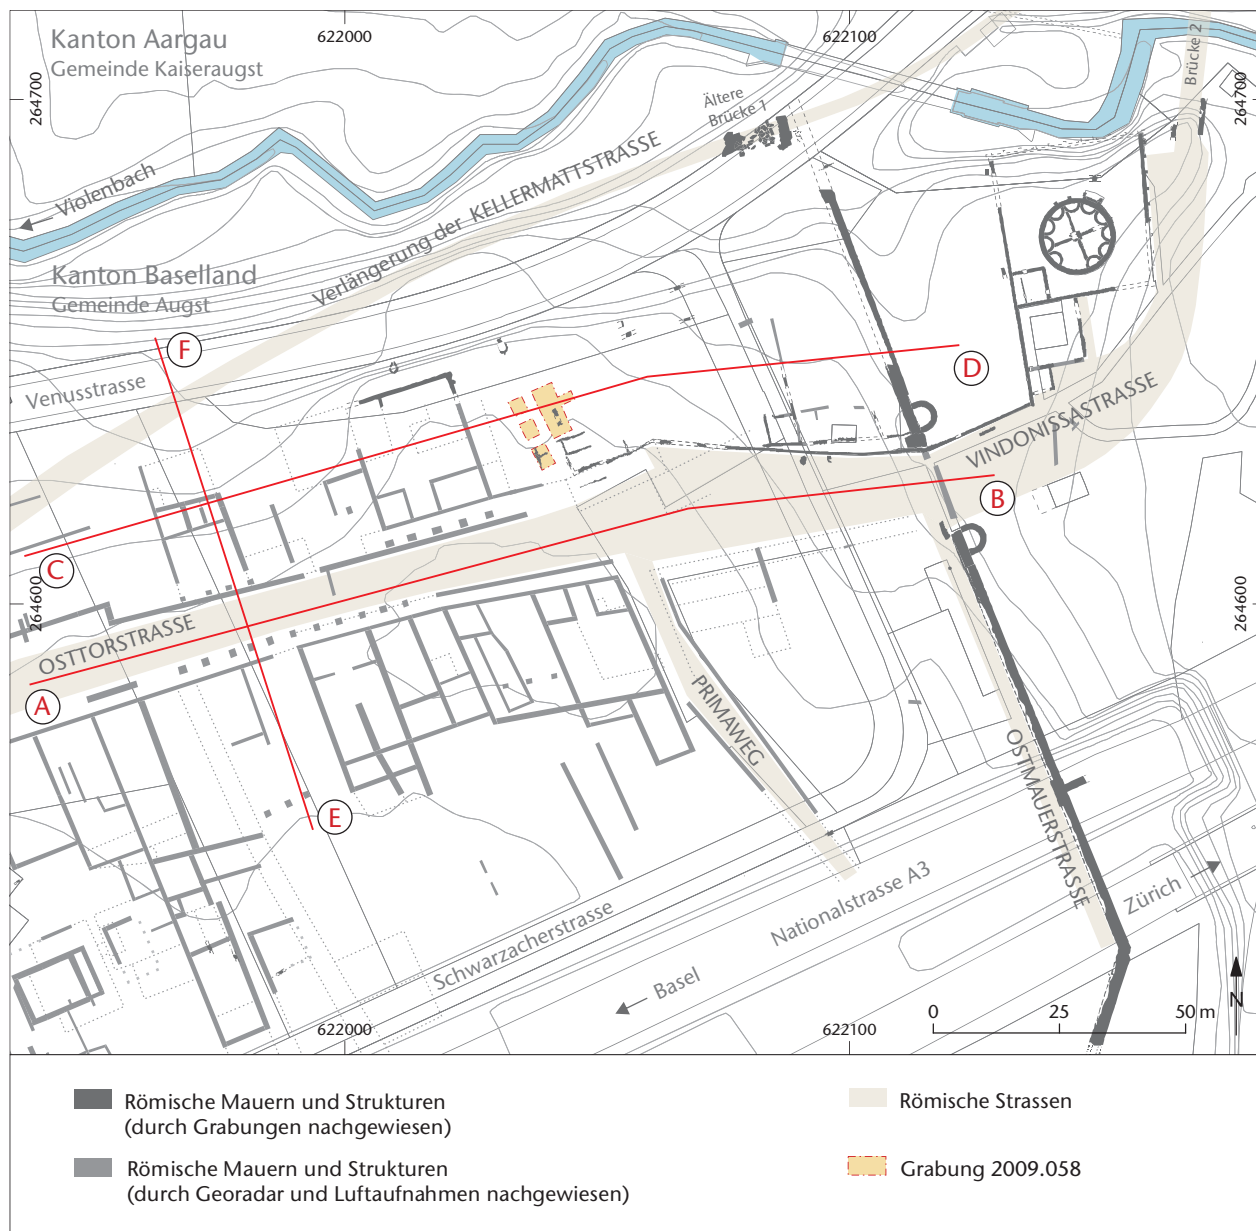 Kanton Aargau
Gemeinde Kaiseraugst
622000
622100
264700
264700
Brücke 2
Ältere
Brücke 1
Violenbach
Verlängerung der KELLERMATTSTRASSE
Kanton Baselland
Gemeinde Augst
F
Venusstrasse
D
VINDONISSASTRASSE
B
C
264600
264600
OSTTORSTRASSE
A
PRIMAWEG
OSTMAUERSTRASSE
E
Nationalstrasse A3
Zürich
Schwarzacherstrasse
Basel
N
622000
622100
0 25 50 m
Römische Mauern und Strukturen
(durch Grabungen nachgewiesen)
Römische Strassen
Römische Mauern und Strukturen
(durch Georadar und Luftaufnahmen nachgewiesen)
Grabung 2009.058